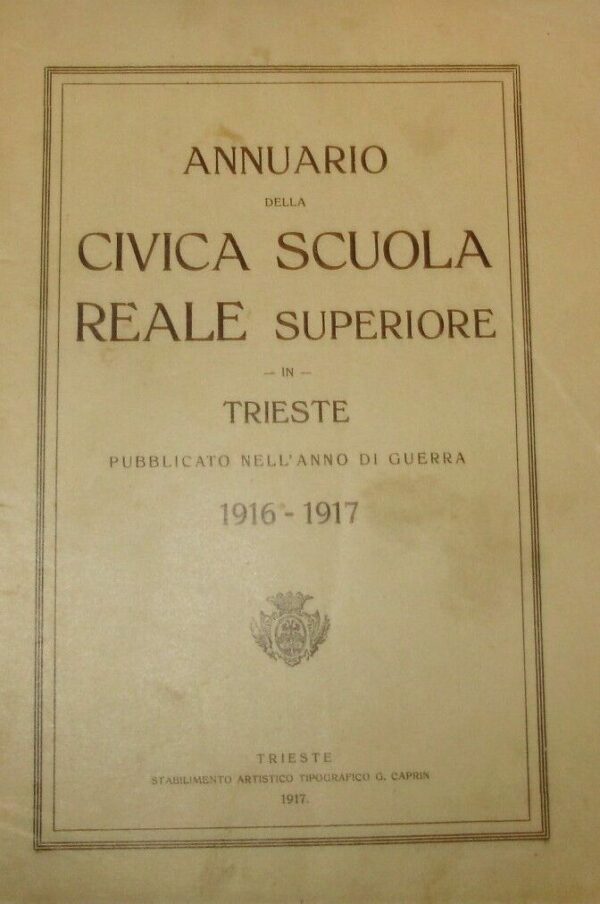 ANNUARIO
DELLA
CIVICA SCUOLA
REALE SUPERIORE
— IN —
TRIESTE
PUBBLICATO NELL'ANNO DI GUERRA
1916 - 1917
TRIESTE
STABILIMENTO ARTISTICO TIPOGRAFICO G. CAPRIN
1917.